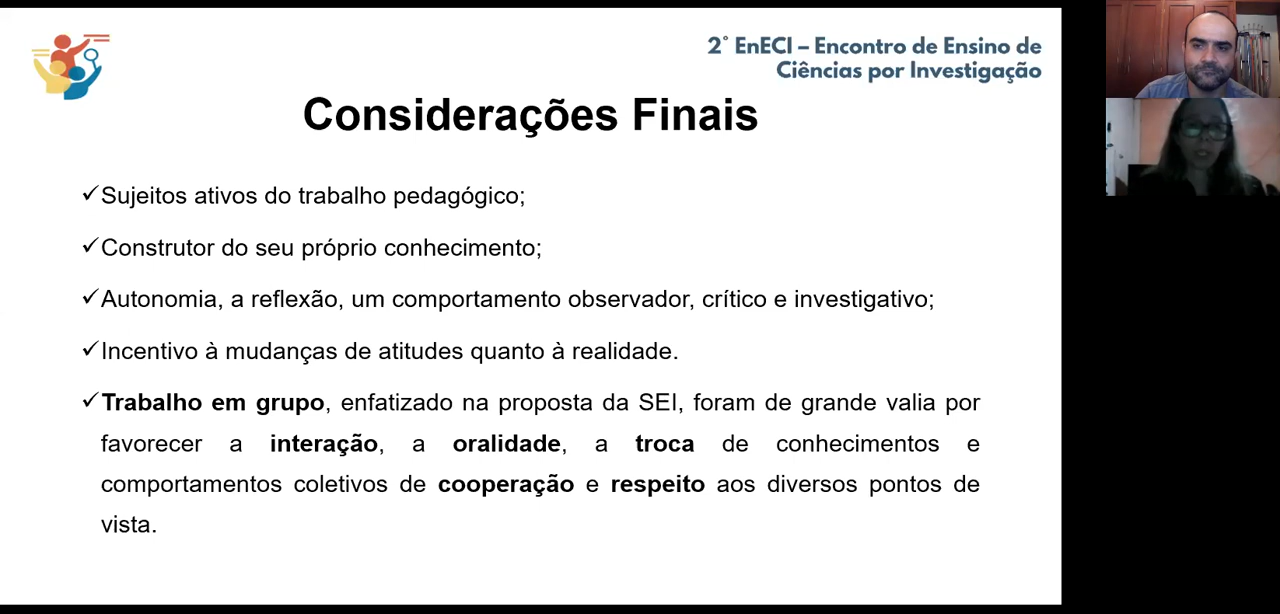 2° EnECI – Encontro de Ensino de
Ciências por Investigação
Considerações Finais
✓Sujeitos ativos do trabalho pedagógico;
✓Construtor do seu próprio conhecimento;
✓Autonomia, a reflexão, um comportamento observador, crítico e investigativo;
✓Incentivo à mudanças de atitudes quanto à realidade.
✓Trabalho em grupo, enfatizado na proposta da SEI, foram de grande valia por
favorecer a interação, a oralidade, a troca de conhecimentos e
comportamentos coletivos de cooperação e respeito aos diversos pontos de
vista.